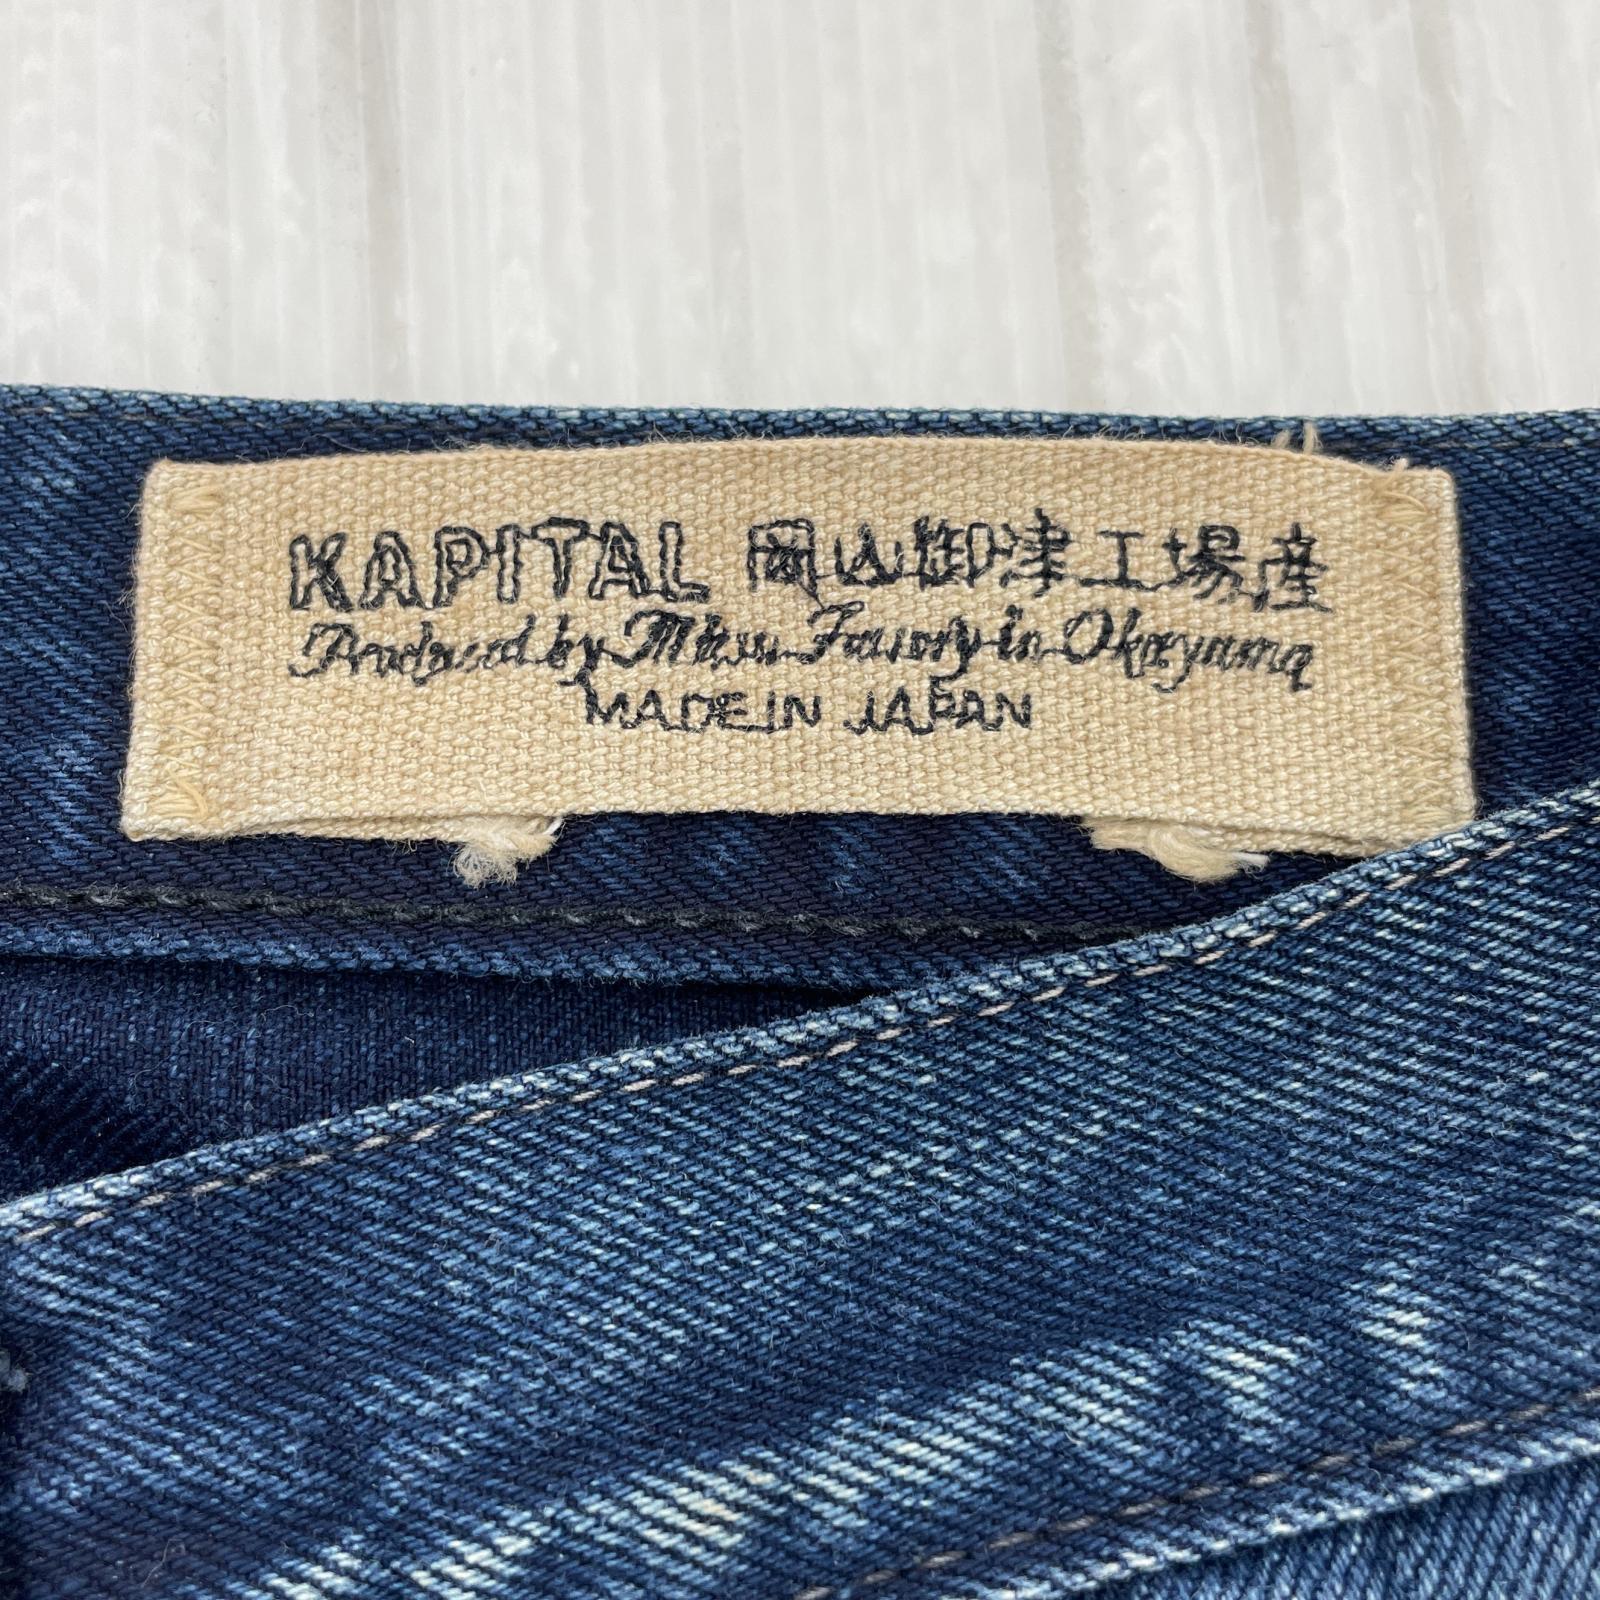 KAPITAL 岡山御津工場産
Produced by Mitsu Factory in Okayama
MADE IN JAPAN